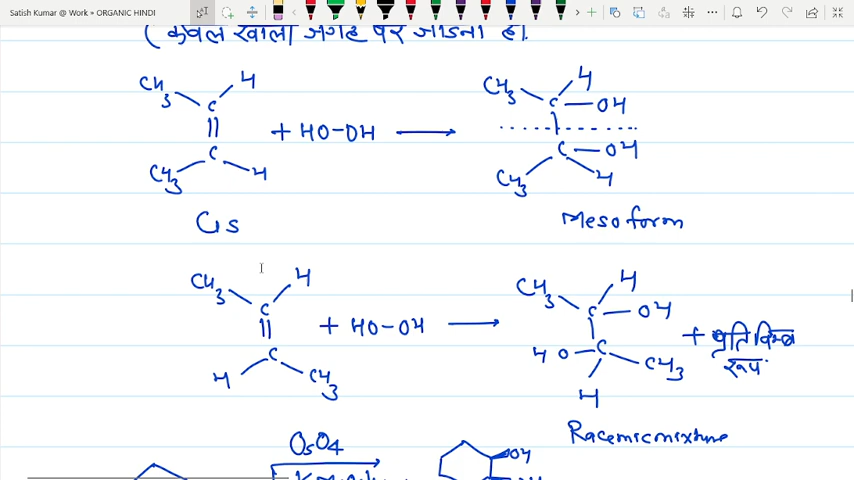 Satish Kumar @ Work » ORGANIC HINDI
(केवल खाली जगह पर जोडना है।
CH3 H CH3 H
C C—OH
|| + HO-OH →
C C—OH
CH3 H CH3 H
Cis Mesoform
CH3 H CH3 H
C C—OH
|| + HO-OH → + प्रतिबिम्ब
C HO—C रूप
H CH3 CH3
H
Racemic mixture
OsO4
OH